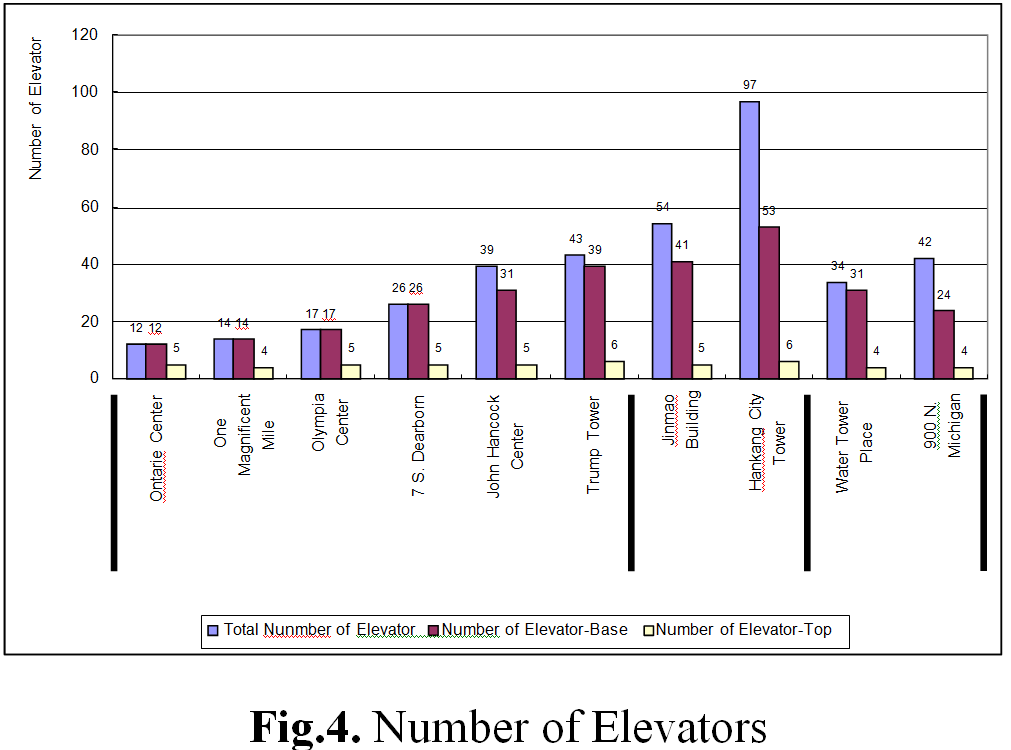 Number of Elevator
120
100
80
60
40
20
0
12 12 5
14 14 4
17 17 5
26 26 5
39 31 5
43 39 6
54 41 5
97 53 6
34 31 4
42 24 4
Ontarie Center
One
Magnificent
Mile
Olympia
Center
7 S. Dearborn
John Hancock
Center
Trump Tower
Jinmao
Building
Hankang City
Tower
Water Tower
Place
900 N.
Michigan
Total Nunmber of Elevator Number of Elevator-Base Number of Elevator-Top
Fig.4. Number of Elevators